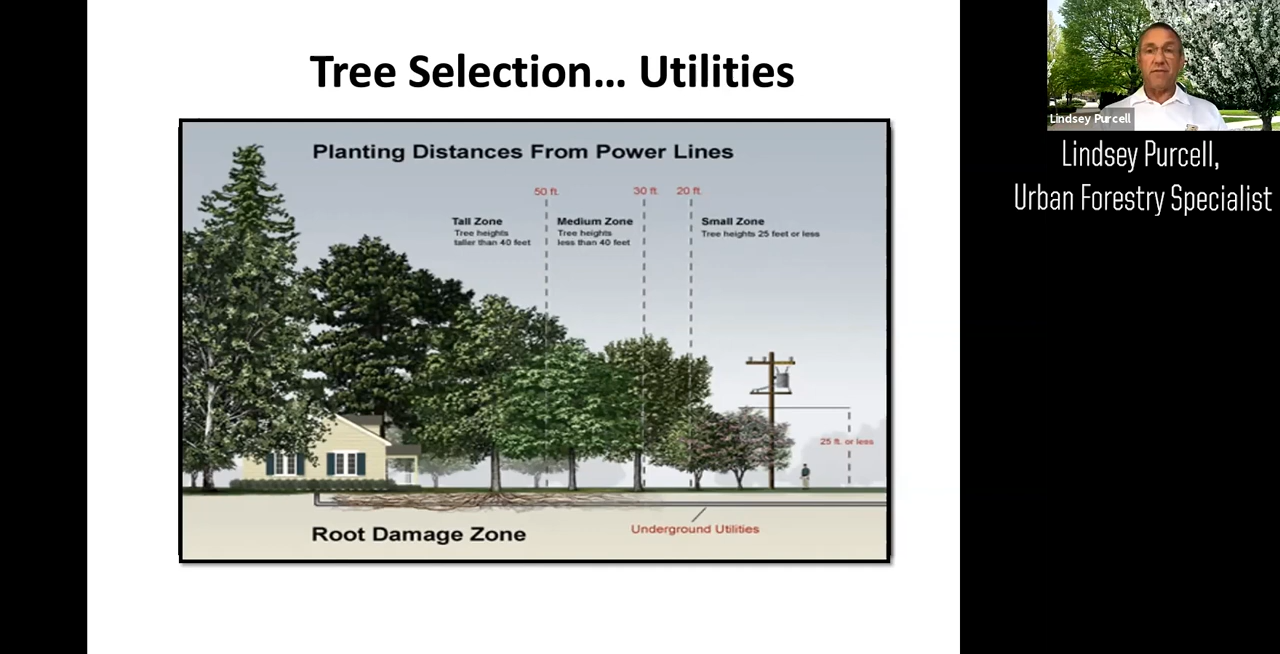 Tree Selection... Utilities
Planting Distances From Power Lines
50 ft.
30 ft.
20 ft.
Tall Zone
Tree heights
taller than 40 feet
Medium Zone
Tree heights
less than 40 feet
Small Zone
Tree heights 25 feet or less
25 ft. or less
Underground Utilities
Root Damage Zone
Lindsey Purcell
Lindsey Purcell,
Urban Forestry Specialist